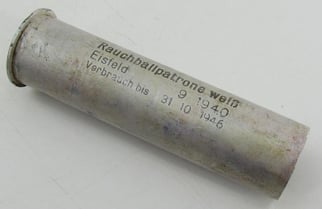 Rauchballpatrone weiß
Eisfeld 9 1940
Verbrauch bis 31 10 1946